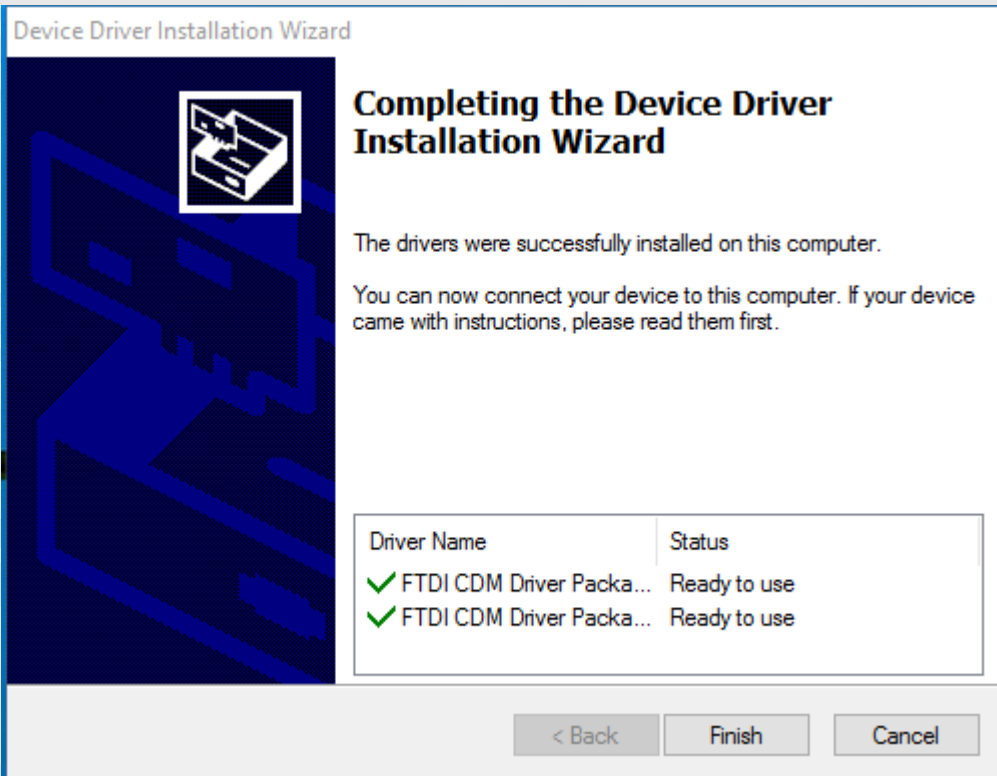 Device Driver Installation Wizard
Completing the Device Driver
Installation Wizard
The drivers were successfully installed on this computer.
You can now connect your device to this computer. If your device
came with instructions, please read them first.
Driver Name Status
FTDI CDM Driver Packa... Ready to use
FTDI CDM Driver Packa... Ready to use
< Back Finish Cancel